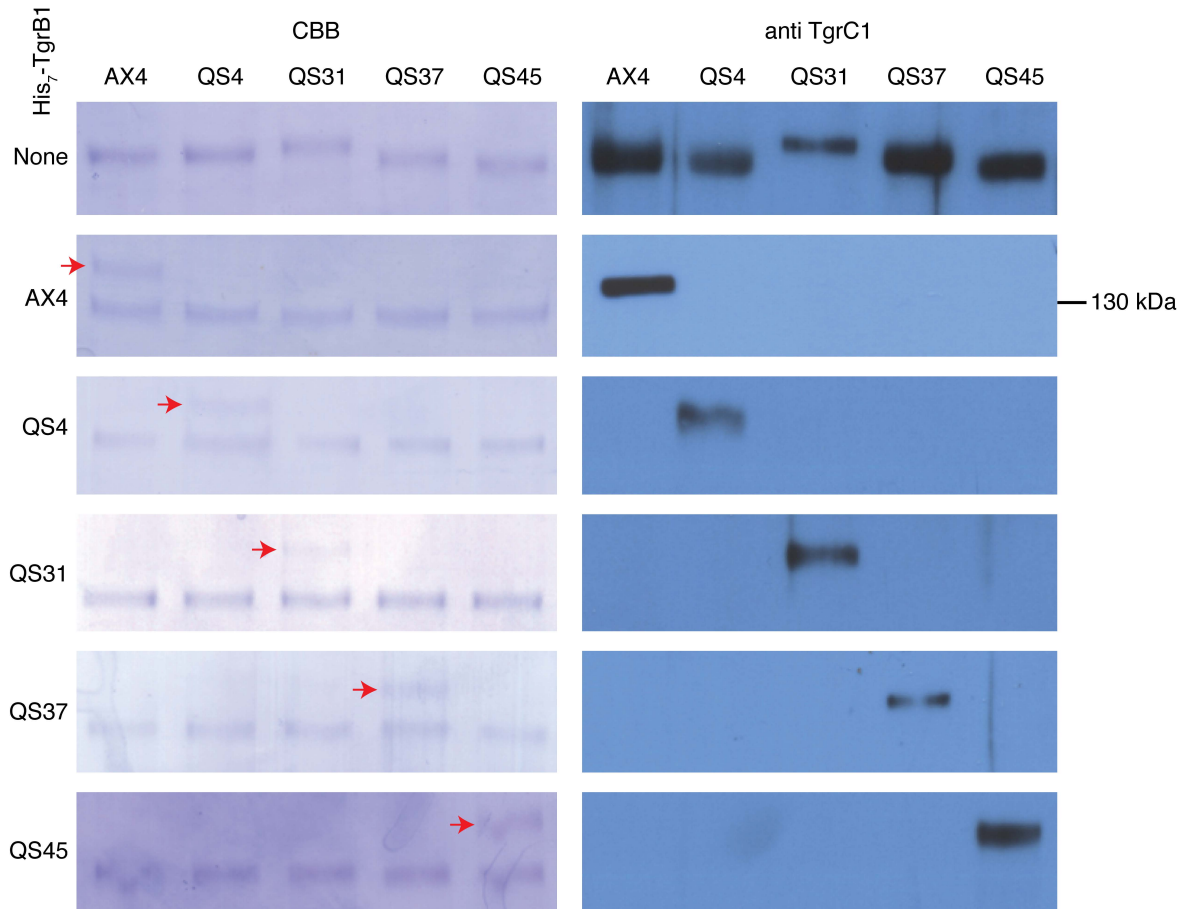 His₇-TgrB1
CBB
anti TgrC1
AX4 QS4 QS31 QS37 QS45
AX4 QS4 QS31 QS37 QS45
None
AX4
130 kDa
QS4
QS31
QS37
QS45